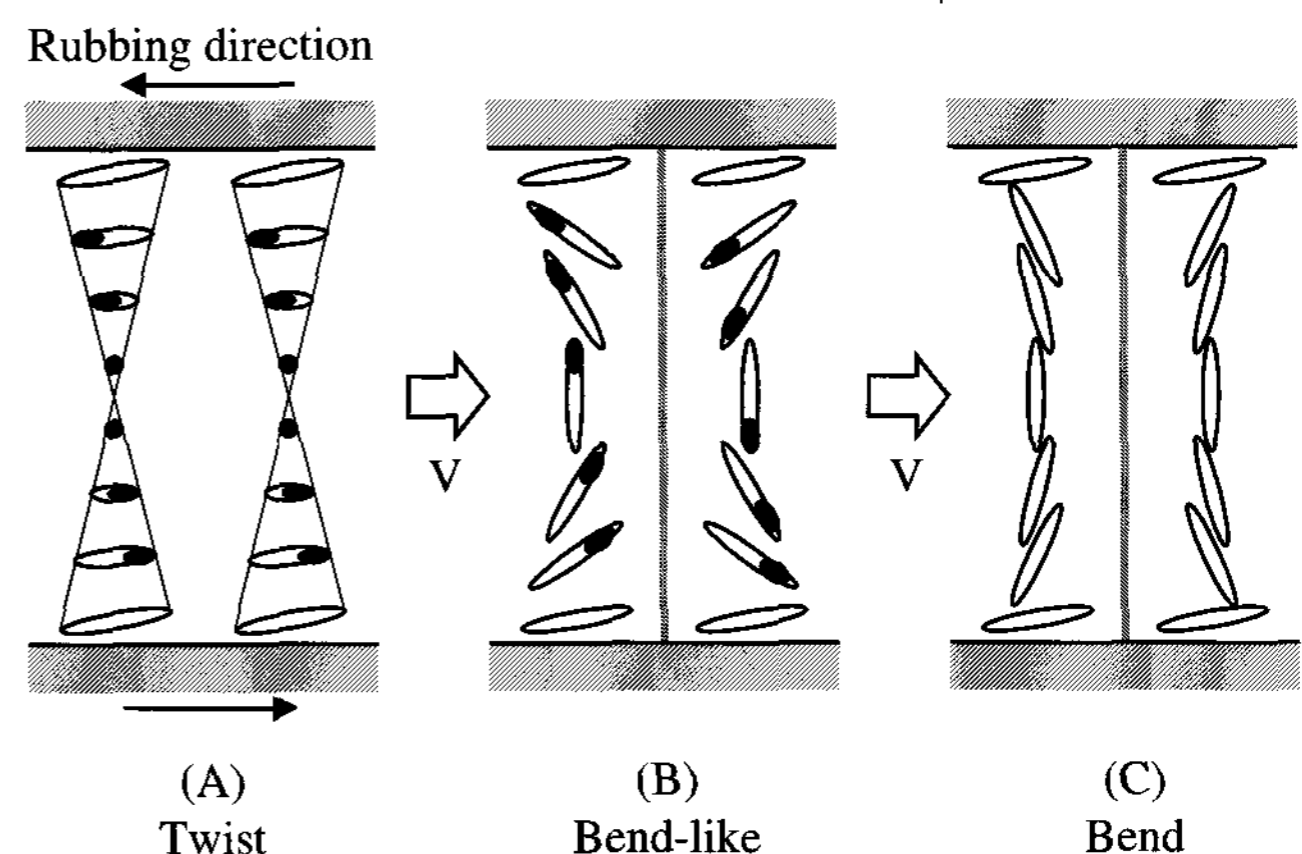 Rubbing direction
V
V
(A)
(B)
(C)
Twist
Bend-like
Bend